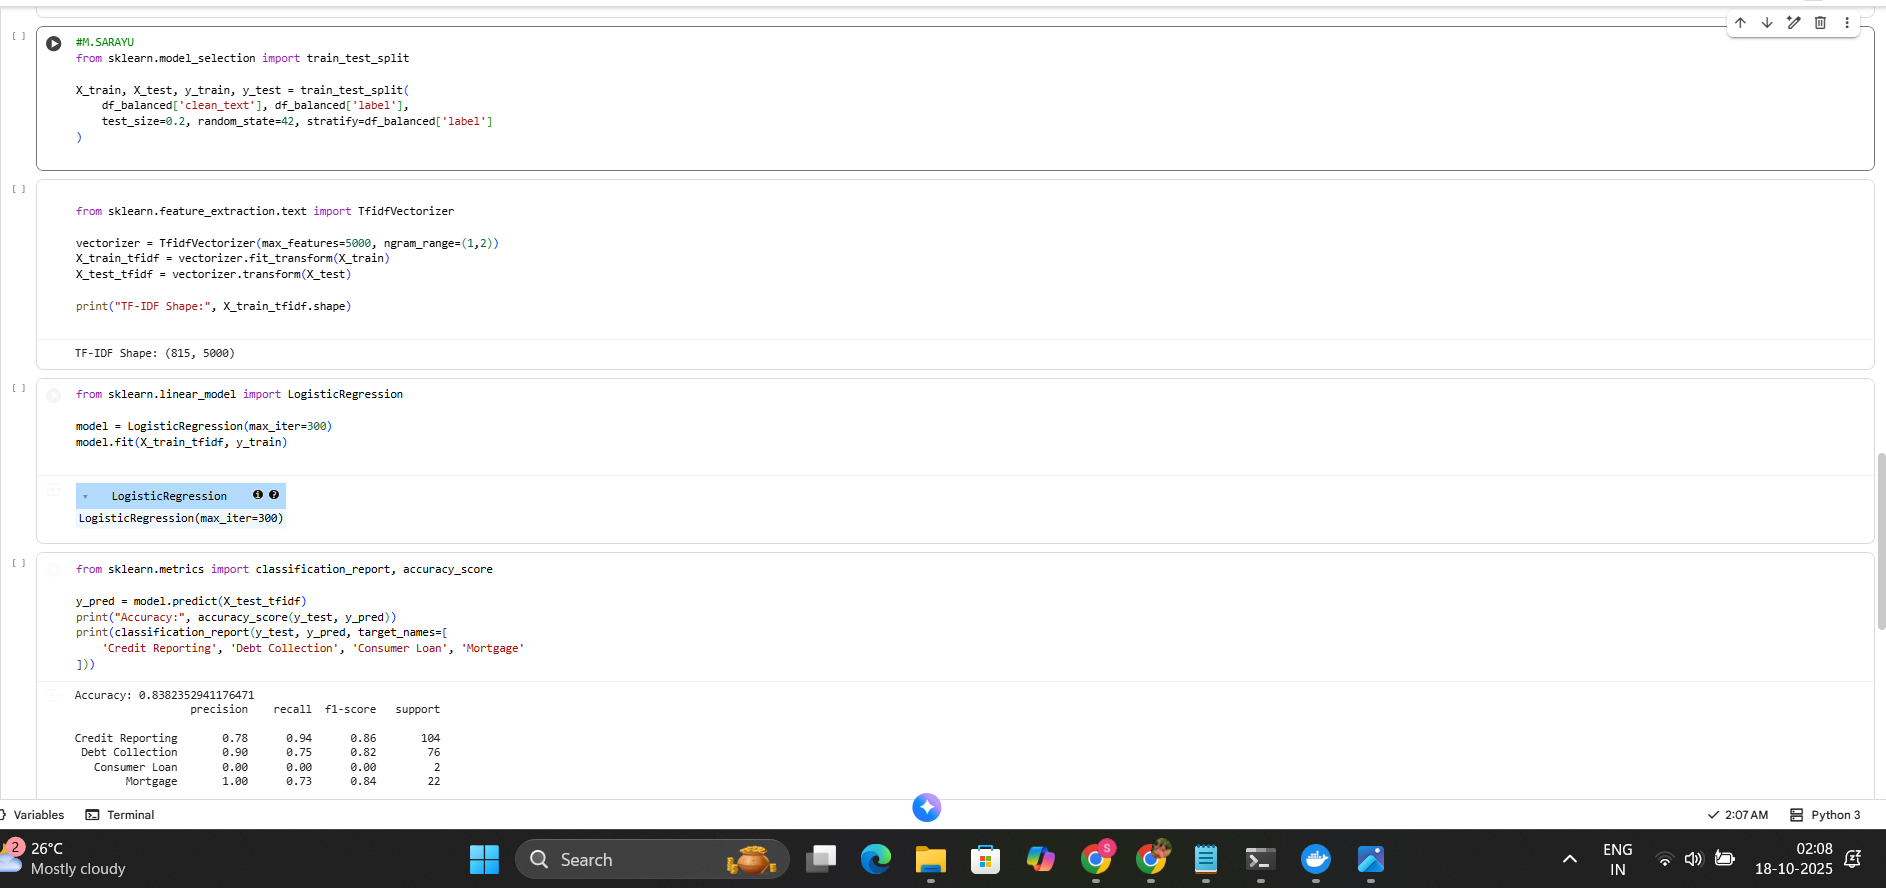 [ ]
#M.SARAYU
from sklearn.model_selection import train_test_split
X_train, X_test, y_train, y_test = train_test_split(
df_balanced['clean_text'], df_balanced['label'],
test_size=0.2, random_state=42, stratify=df_balanced['label']
)
[ ]
from sklearn.feature_extraction.text import TfidfVectorizer
vectorizer = TfidfVectorizer(max_features=5000, ngram_range=(1,2))
X_train_tfidf = vectorizer.fit_transform(X_train)
X_test_tfidf = vectorizer.transform(X_test)
print("TF-IDF Shape:", X_train_tfidf.shape)
TF-IDF Shape: (815, 5000)
[ ]
from sklearn.linear_model import LogisticRegression
model = LogisticRegression(max_iter=300)
model.fit(X_train_tfidf, y_train)
LogisticRegression i ?
LogisticRegression(max_iter=300)
[ ]
from sklearn.metrics import classification_report, accuracy_score
y_pred = model.predict(X_test_tfidf)
print("Accuracy:", accuracy_score(y_test, y_pred))
print(classification_report(y_test, y_pred, target_names=[
'Credit Reporting', 'Debt Collection', 'Consumer Loan', 'Mortgage'
]))
Accuracy: 0.8382352941176471
precision recall f1-score support
Credit Reporting 0.78 0.94 0.86 104
Debt Collection 0.90 0.75 0.82 76
Consumer Loan 0.00 0.00 0.00 2
Mortgage 1.00 0.73 0.84 22
Variables Terminal 2:07 AM Python 3
2 26°C
Mostly cloudy
Search
S
ENG
IN
02:08
18-10-2025